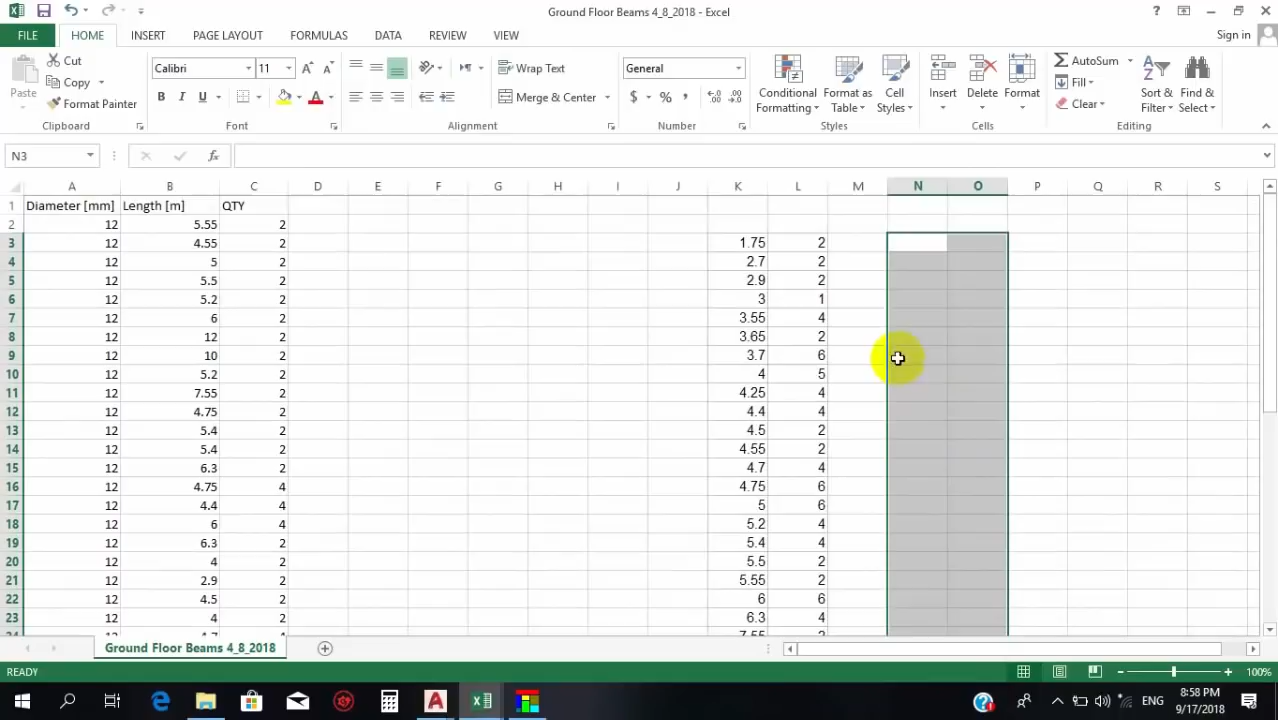 Ground Floor Beams 4_8_2018 - Excel
?
FILE HOME INSERT PAGE LAYOUT FORMULAS DATA REVIEW VIEW Sign in
Paste Cut Copy Format Painter
Calibri 11
B I U A
Wrap Text
Merge & Center
General
$ % ,
Conditional Formatting Format as Table Cell Styles
Insert Delete Format
AutoSum Fill Clear
Sort & Filter Find & Select
Clipboard Font Alignment Number Styles Cells Editing
N3 fx
A B C D E F G H I J K L M N O P Q R S
1 Diameter [mm] Length [m] QTY
2 12 5.55 2
3 12 4.55 2 1.75 2
4 12 5 2 2.7 2
5 12 5.5 2 2.9 2
6 12 5.2 2 3 1
7 12 6 2 3.55 4
8 12 12 2 3.65 2
9 12 10 2 3.7 6
10 12 5.2 2 4 5
11 12 7.55 2 4.25 4
12 12 4.75 2 4.4 4
13 12 5.4 2 4.5 2
14 12 5.4 2 4.55 2
15 12 6.3 2 4.7 4
16 12 4.75 4 4.75 6
17 12 4.4 4 5 6
18 12 6 4 5.2 4
19 12 6.3 2 5.4 4
20 12 4 2 5.5 2
21 12 2.9 2 5.55 2
22 12 4.5 2 6 6
23 12 4 2 6.3 4
Ground Floor Beams 4_8_2018
READY 100%
ENG 8:58 PM
9/17/2018